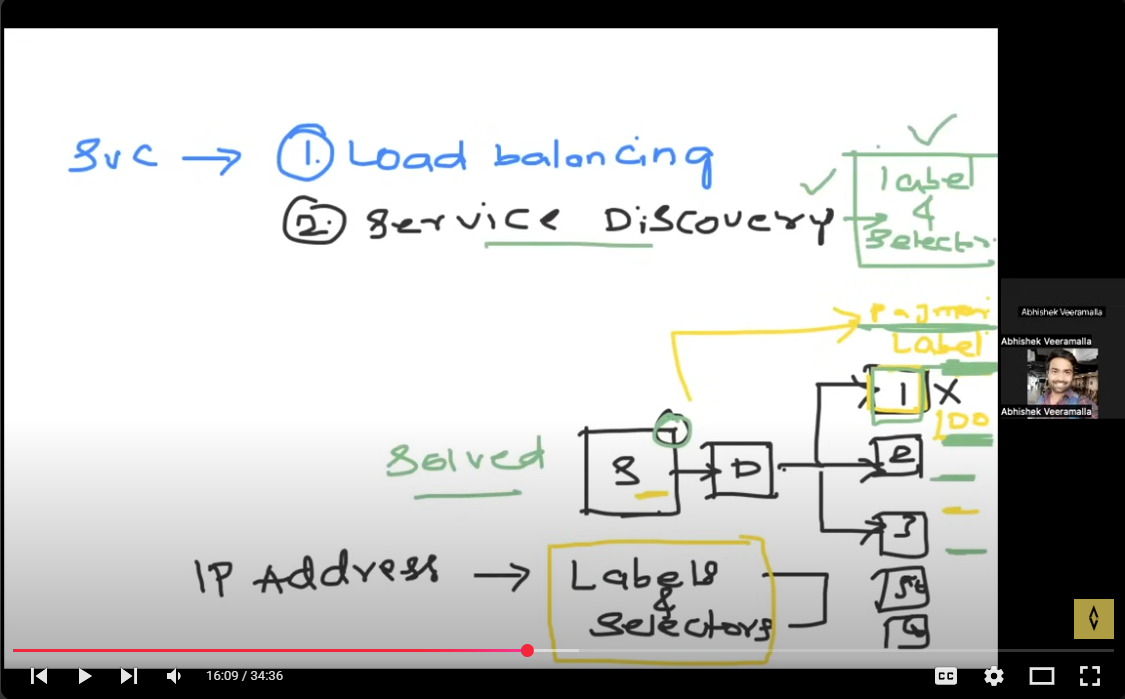 SVC → 1. Load balancing
2. Service Discovery →
label
&
Selector
Label
1 X
100
S
D
2
3
Solved
IP Address →
Labels
&
Selectors
Abhishek Veeramalla
Abhishek Veeramalla
Abhishek Veeramalla
16:09 / 34:36
CC